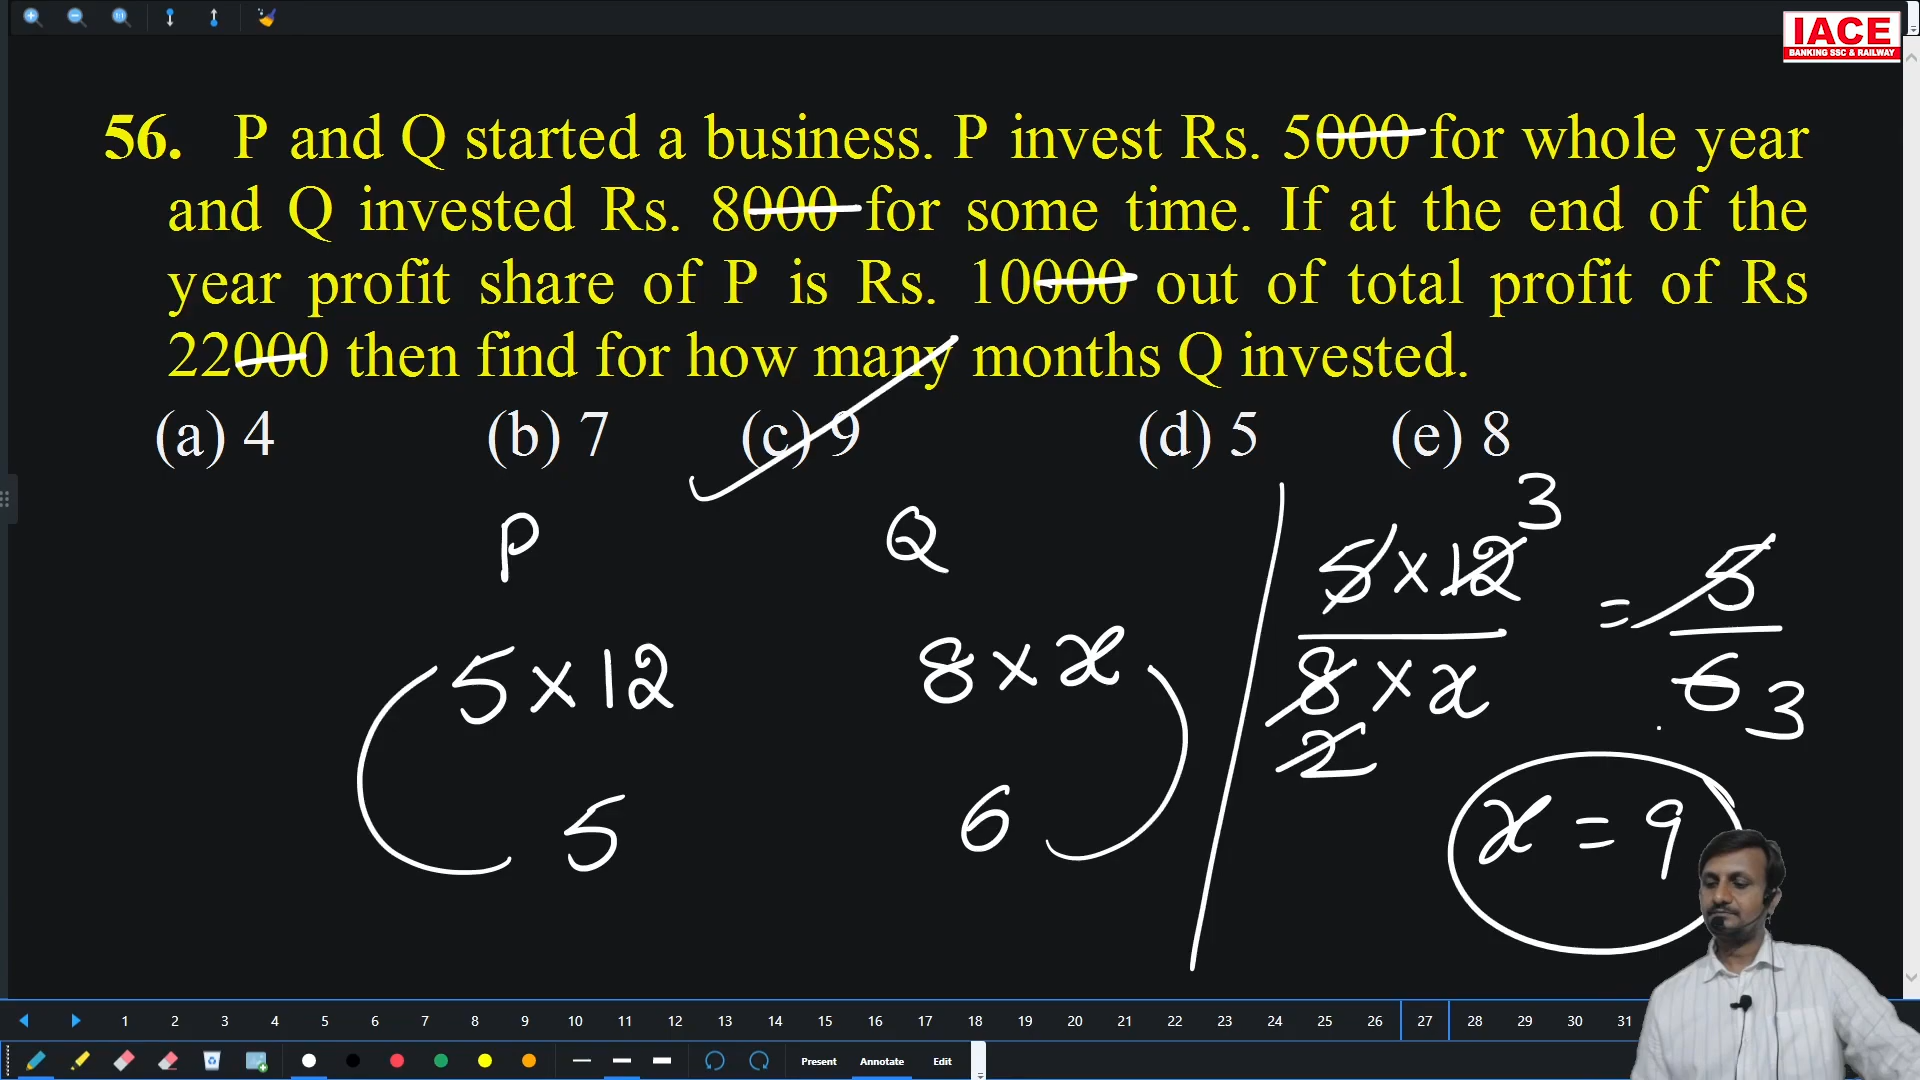 IACE
BANKING SSC & RAILWAY
56. P and Q started a business. P invest Rs. 5000 for whole year
and Q invested Rs. 8000 for some time. If at the end of the
year profit share of P is Rs. 10000 out of total profit of Rs
22000 then find for how many months Q invested.
(a) 4 (b) 7 (c) 9 (d) 5 (e) 8
P Q
5 × 12 8 × x
5 6
3
5 × 12 = 5
8 × x 6 3
2
x = 9
1 2 3 4 5 6 7 8 9 10 11 12 13 14 15 16 17 18 19 20 21 22 23 24 25 26 27 28 29 30 31
Present Annotate Edit